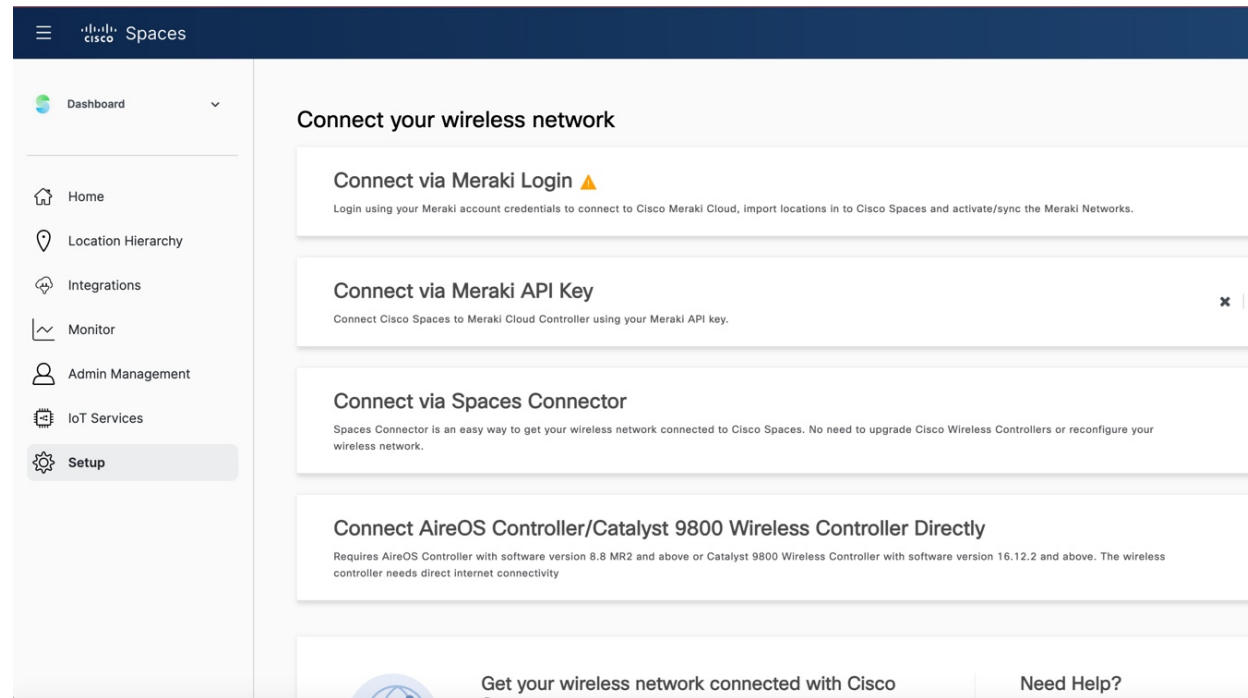 cisco Spaces
Dashboard
Connect your wireless network
Connect via Meraki Login
Login using your Meraki account credentials to connect to Cisco Meraki Cloud, import locations in to Cisco Spaces and activate/sync the Meraki Networks.
Home
Location Hierarchy
Integrations
Monitor
Admin Management
IoT Services
Setup
Connect via Meraki API Key
Connect Cisco Spaces to Meraki Cloud Controller using your Meraki API key.
Connect via Spaces Connector
Spaces Connector is an easy way to get your wireless network connected to Cisco Spaces. No need to upgrade Cisco Wireless Controllers or reconfigure your
wireless network.
Connect AireOS Controller/Catalyst 9800 Wireless Controller Directly
Requires AireOS Controller with software version 8.8 MR2 and above or Catalyst 9800 Wireless Controller with software version 16.12.2 and above. The wireless
controller needs direct internet connectivity
Get your wireless network connected with Cisco
Need Help?